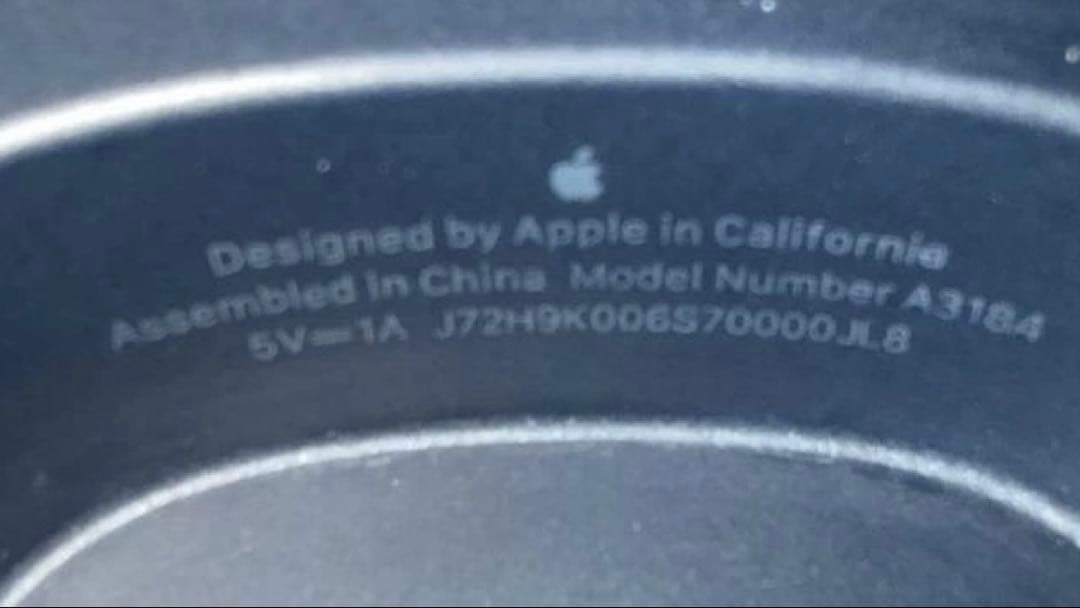 Designed by Apple in California
Assembled in China Model Number A3184
5V⎓1A J72H9K006S70000JL8